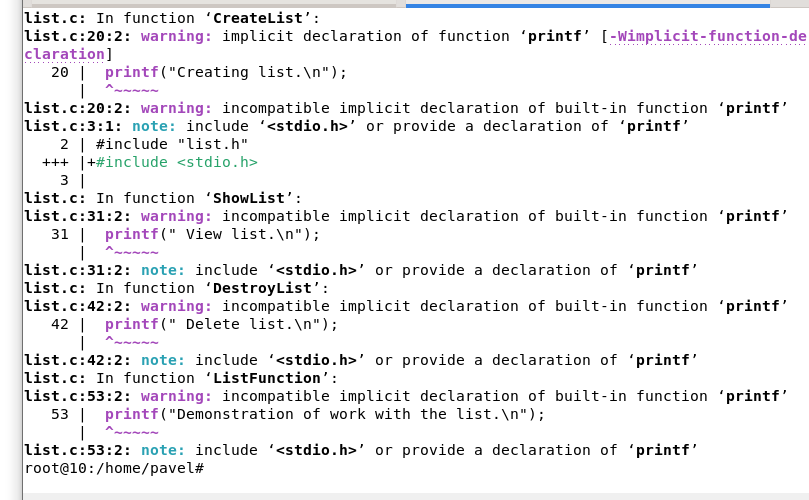 list.c: In function ‘CreateList’:
list.c:20:2: warning: implicit declaration of function ‘printf’ [-Wimplicit-function-de
claration]
   20 |  printf("Creating list.\n");
      |  ^~~~~~
list.c:20:2: warning: incompatible implicit declaration of built-in function ‘printf’
list.c:3:1: note: include ‘<stdio.h>’ or provide a declaration of ‘printf’
    2 | #include "list.h"
  +++ |+#include <stdio.h>
    3 |
list.c: In function ‘ShowList’:
list.c:31:2: warning: incompatible implicit declaration of built-in function ‘printf’
   31 |  printf(" View list.\n");
      |  ^~~~~~
list.c:31:2: note: include ‘<stdio.h>’ or provide a declaration of ‘printf’
list.c: In function ‘DestroyList’:
list.c:42:2: warning: incompatible implicit declaration of built-in function ‘printf’
   42 |  printf(" Delete list.\n");
      |  ^~~~~~
list.c:42:2: note: include ‘<stdio.h>’ or provide a declaration of ‘printf’
list.c: In function ‘ListFunction’:
list.c:53:2: warning: incompatible implicit declaration of built-in function ‘printf’
   53 |  printf("Demonstration of work with the list.\n");
      |  ^~~~~~
list.c:53:2: note: include ‘<stdio.h>’ or provide a declaration of ‘printf’
root@10:/home/pavel#